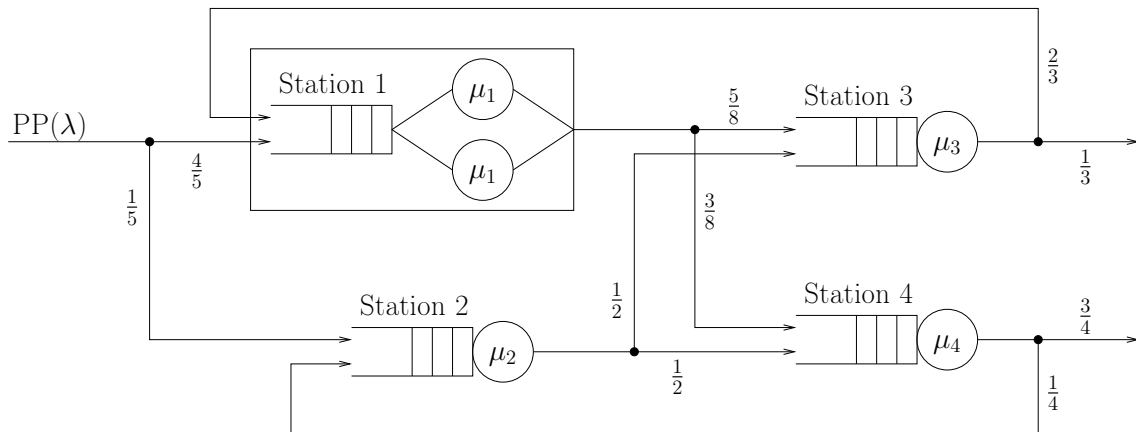 2/3
Station 1
μ₁
5/8
Station 3
PP(λ)
μ₃
4/5
μ₁
1/3
1/5
3/8
Station 2
1/2
Station 4
3/4
μ₂
μ₄
1/2
1/4